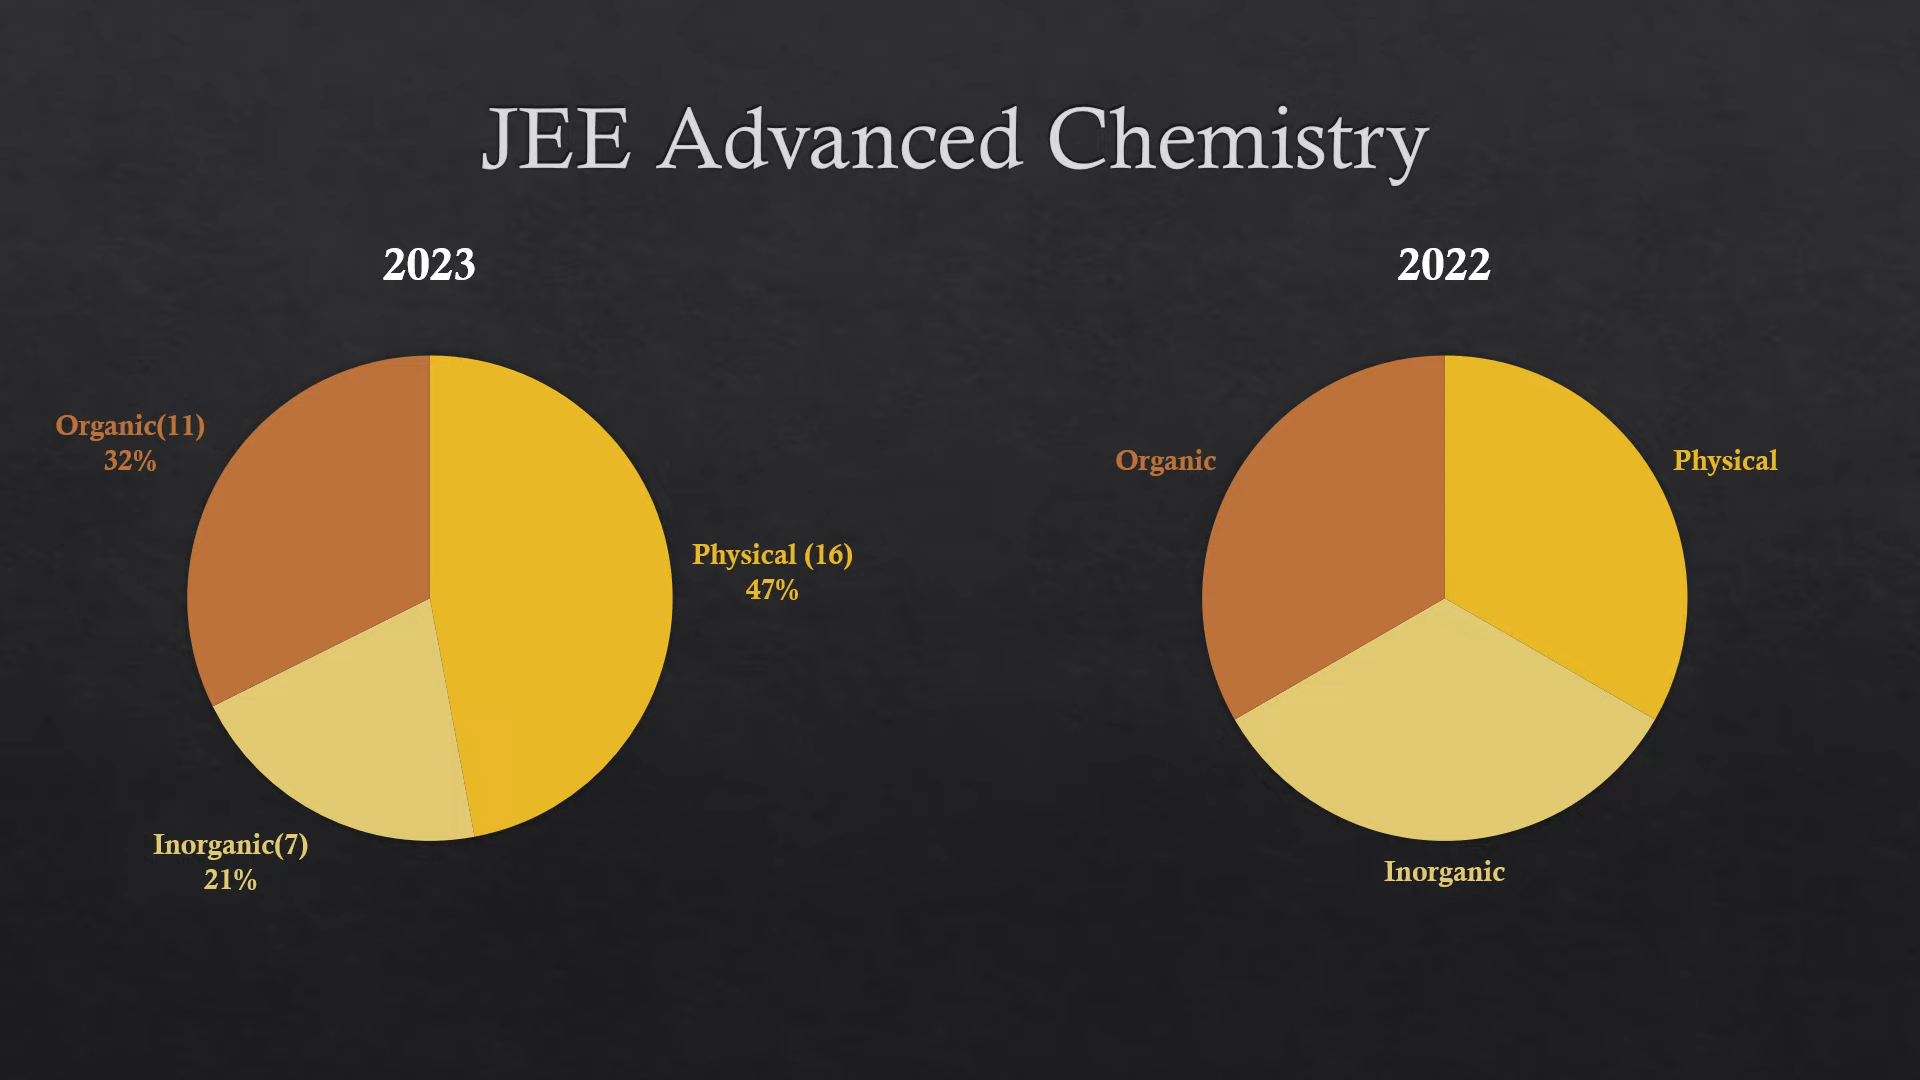 JEE Advanced Chemistry
2023
Organic(11)
32%
Physical (16)
47%
Inorganic(7)
21%
2022
Organic
Physical
Inorganic